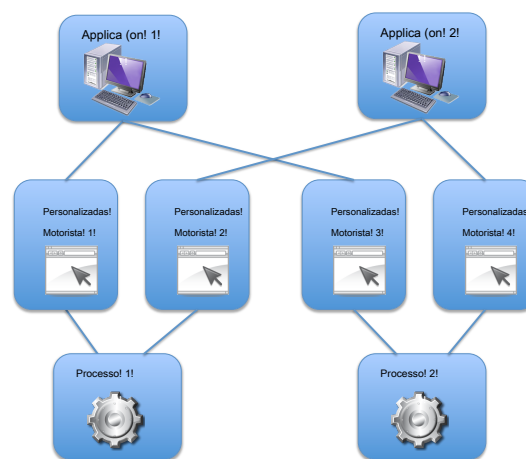 Applica (on! 1!
Applica (on! 2!
Personalizadas!
Motorista! 1!
Personalizadas!
Motorista! 2!
Personalizadas!
Motorista! 3!
Personalizadas!
Motorista! 4!
Processo! 1!
Processo! 2!